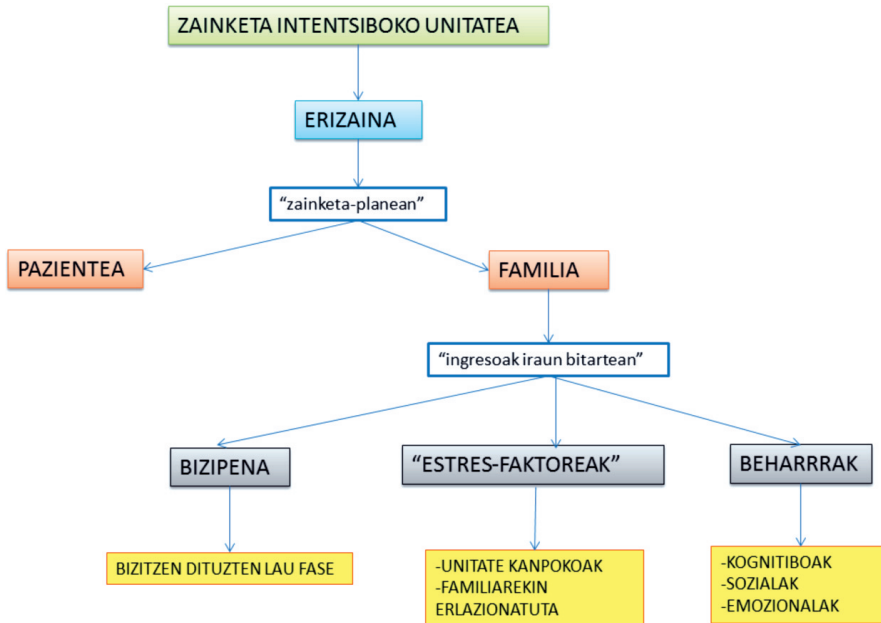 ZAINKETA INTENTSIBOKO UNITATEA
ERIZAINA
“zainketa-planean”
PAZIENTEA
FAMILIA
“ingresoak iraun bitartean”
BIZIPENA
“ESTRES-FAKTOREAK”
BEHARRRAK
BIZITZEN DITUZTEN LAU FASE
-UNITATE KANPOKOAK
-FAMILIAREKIN
ERLAZIONATUTA
-KOGNITIBOAK
-SOZIALAK
-EMOZIONALAK